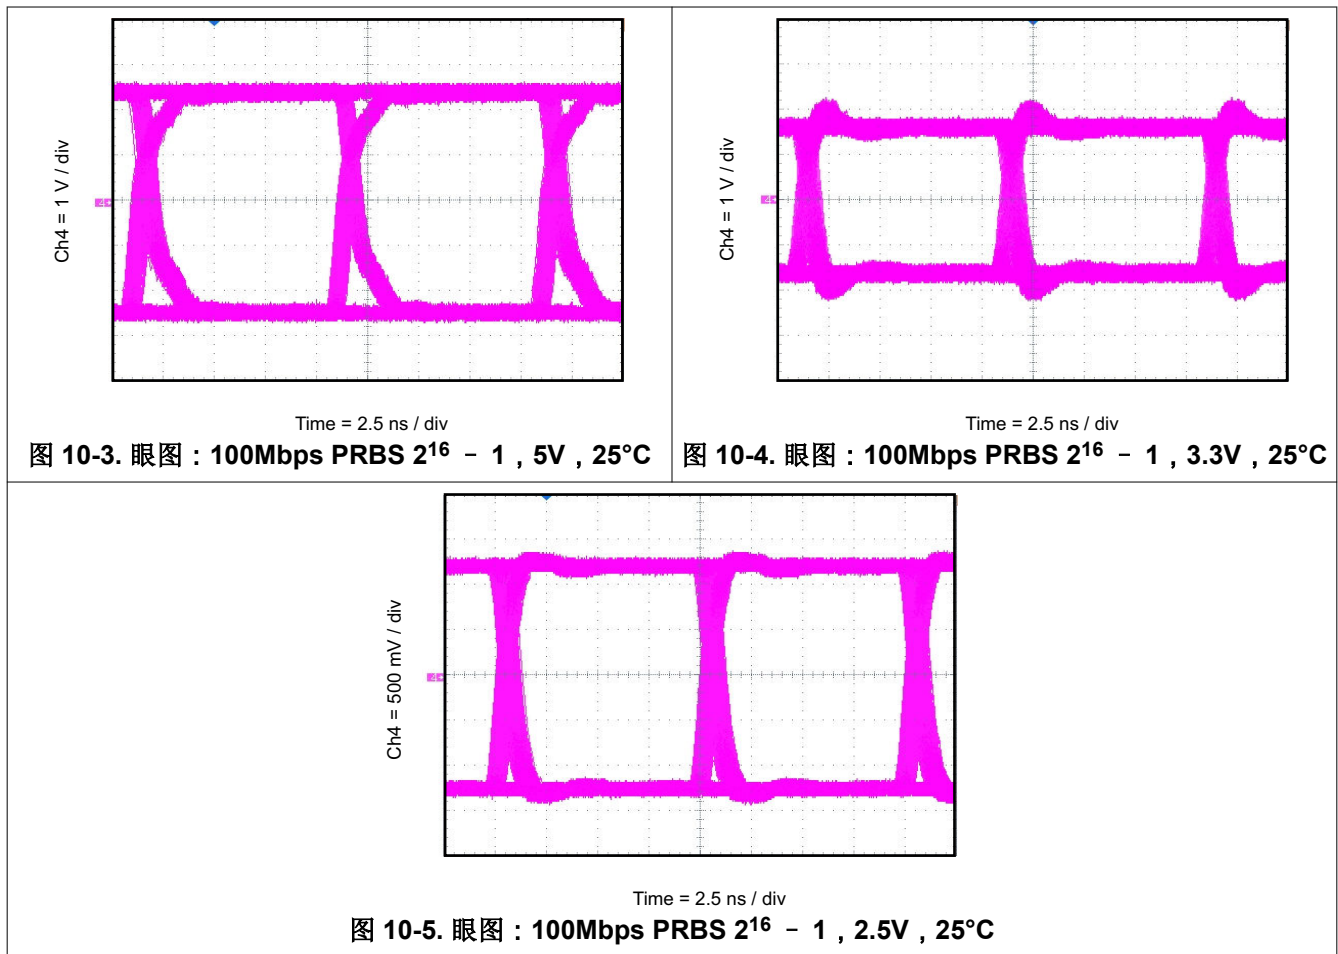 Ch4 = 1 V / div
4
Time = 2.5 ns / div
图 10-3. 眼图：100Mbps PRBS 2¹⁶ – 1，5V，25°C
Ch4 = 1 V / div
4
Time = 2.5 ns / div
图 10-4. 眼图：100Mbps PRBS 2¹⁶ – 1，3.3V，25°C
Ch4 = 500 mV / div
4
Time = 2.5 ns / div
图 10-5. 眼图：100Mbps PRBS 2¹⁶ – 1，2.5V，25°C